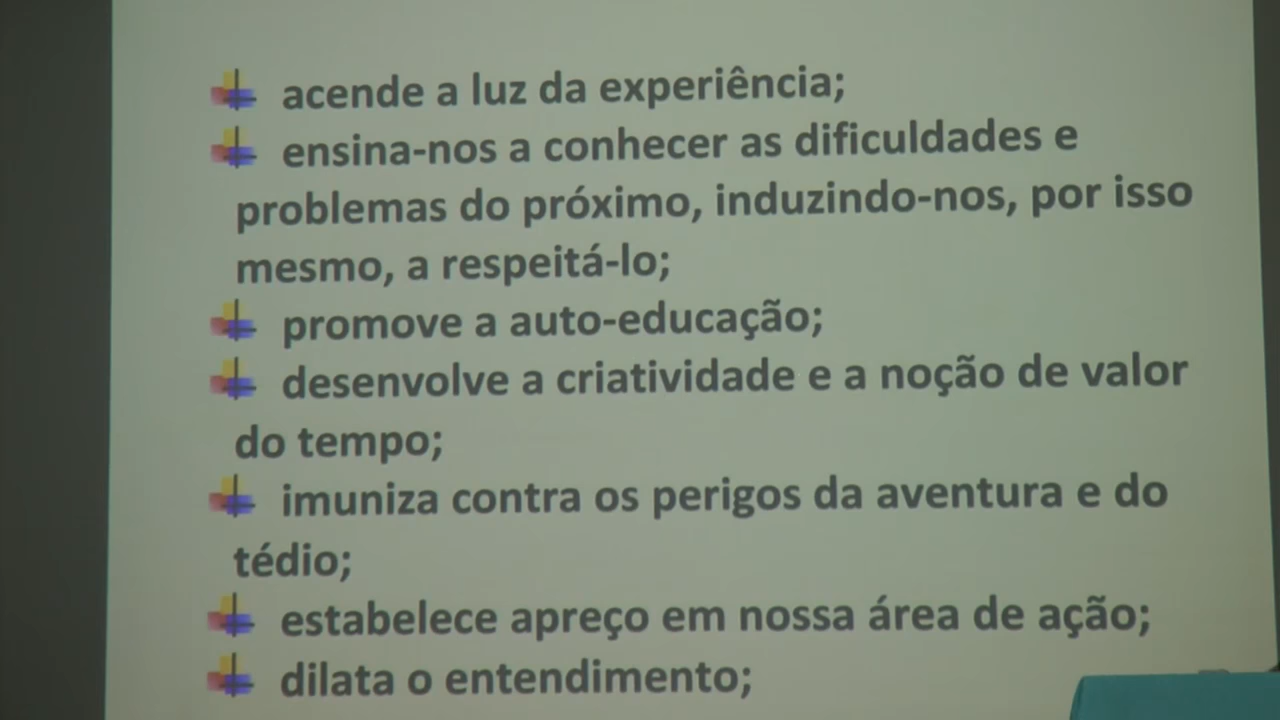 acende a luz da experiência;
ensina-nos a conhecer as dificuldades e
problemas do próximo, induzindo-nos, por isso
mesmo, a respeitá-lo;
promove a auto-educação;
desenvolve a criatividade e a noção de valor
do tempo;
imuniza contra os perigos da aventura e do
tédio;
estabelece apreço em nossa área de ação;
dilata o entendimento;